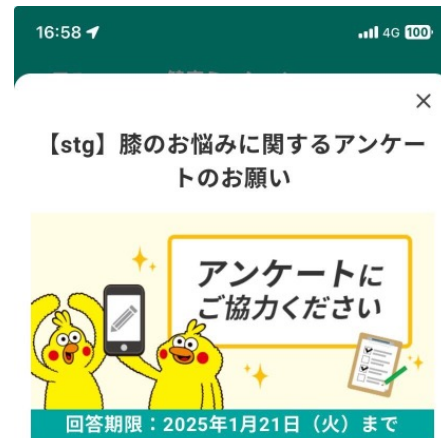 16:58
4G 100
×
【stg】膝のお悩みに関するアンケー
トのお願い
アンケートに
ご協力ください
回答期限：2025年1月21日（火）まで